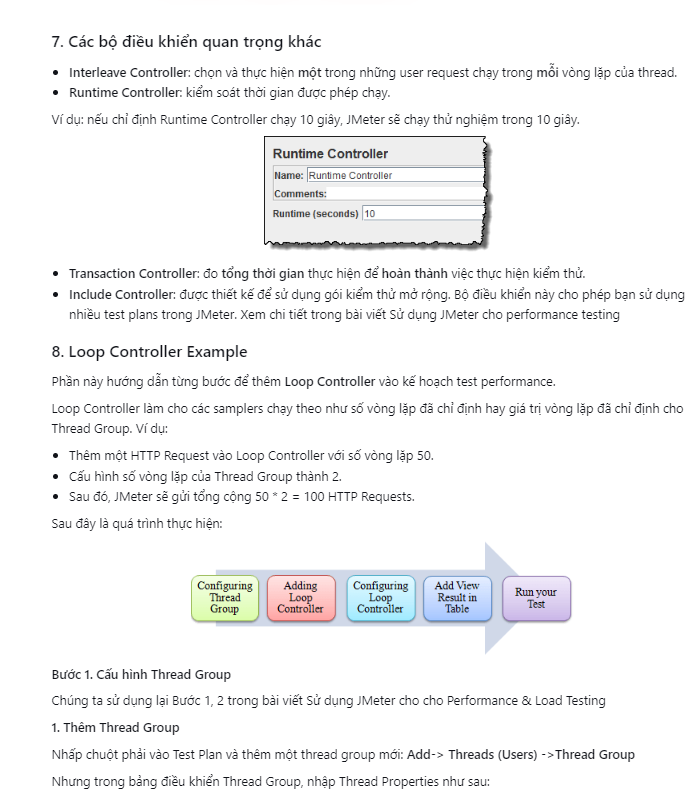 7. Các bộ điều khiển quan trọng khác
Interleave Controller: chọn và thực hiện một trong những user request chạy trong mỗi vòng lặp của thread.
Runtime Controller: kiểm soát thời gian được phép chạy.
Ví dụ: nếu chỉ định Runtime Controller chạy 10 giây, JMeter sẽ chạy thử nghiệm trong 10 giây.
Runtime Controller
Name: Runtime Controller
Comments:
Runtime (seconds) 10
Transaction Controller: đo tổng thời gian thực hiện để hoàn thành việc thực hiện kiểm thử.
Include Controller: được thiết kế để sử dụng gói kiểm thử mở rộng. Bộ điều khiển này cho phép bạn sử dụng
nhiều test plans trong JMeter. Xem chi tiết trong bài viết Sử dụng JMeter cho performance testing
8. Loop Controller Example
Phần này hướng dẫn từng bước để thêm Loop Controller vào kế hoạch test performance.
Loop Controller làm cho các samplers chạy theo như số vòng lặp đã chỉ định hay giá trị vòng lặp đã chỉ định cho
Thread Group. Ví dụ:
Thêm một HTTP Request vào Loop Controller với số vòng lặp 50.
Cấu hình số vòng lặp của Thread Group thành 2.
Sau đó, JMeter sẽ gửi tổng cộng 50 * 2 = 100 HTTP Requests.
Sau đây là quá trình thực hiện:
Configuring
Thread
Group
Adding
Loop
Controller
Configuring
Loop
Controller
Add View
Result in
Table
Run your
Test
Bước 1. Cấu hình Thread Group
Chúng ta sử dụng lại Bước 1, 2 trong bài viết Sử dụng JMeter cho cho Performance & Load Testing
1. Thêm Thread Group
Nhấp chuột phải vào Test Plan và thêm một thread group mới: Add-> Threads (Users) ->Thread Group
Nhưng trong bảng điều khiển Thread Group, nhập Thread Properties như sau: